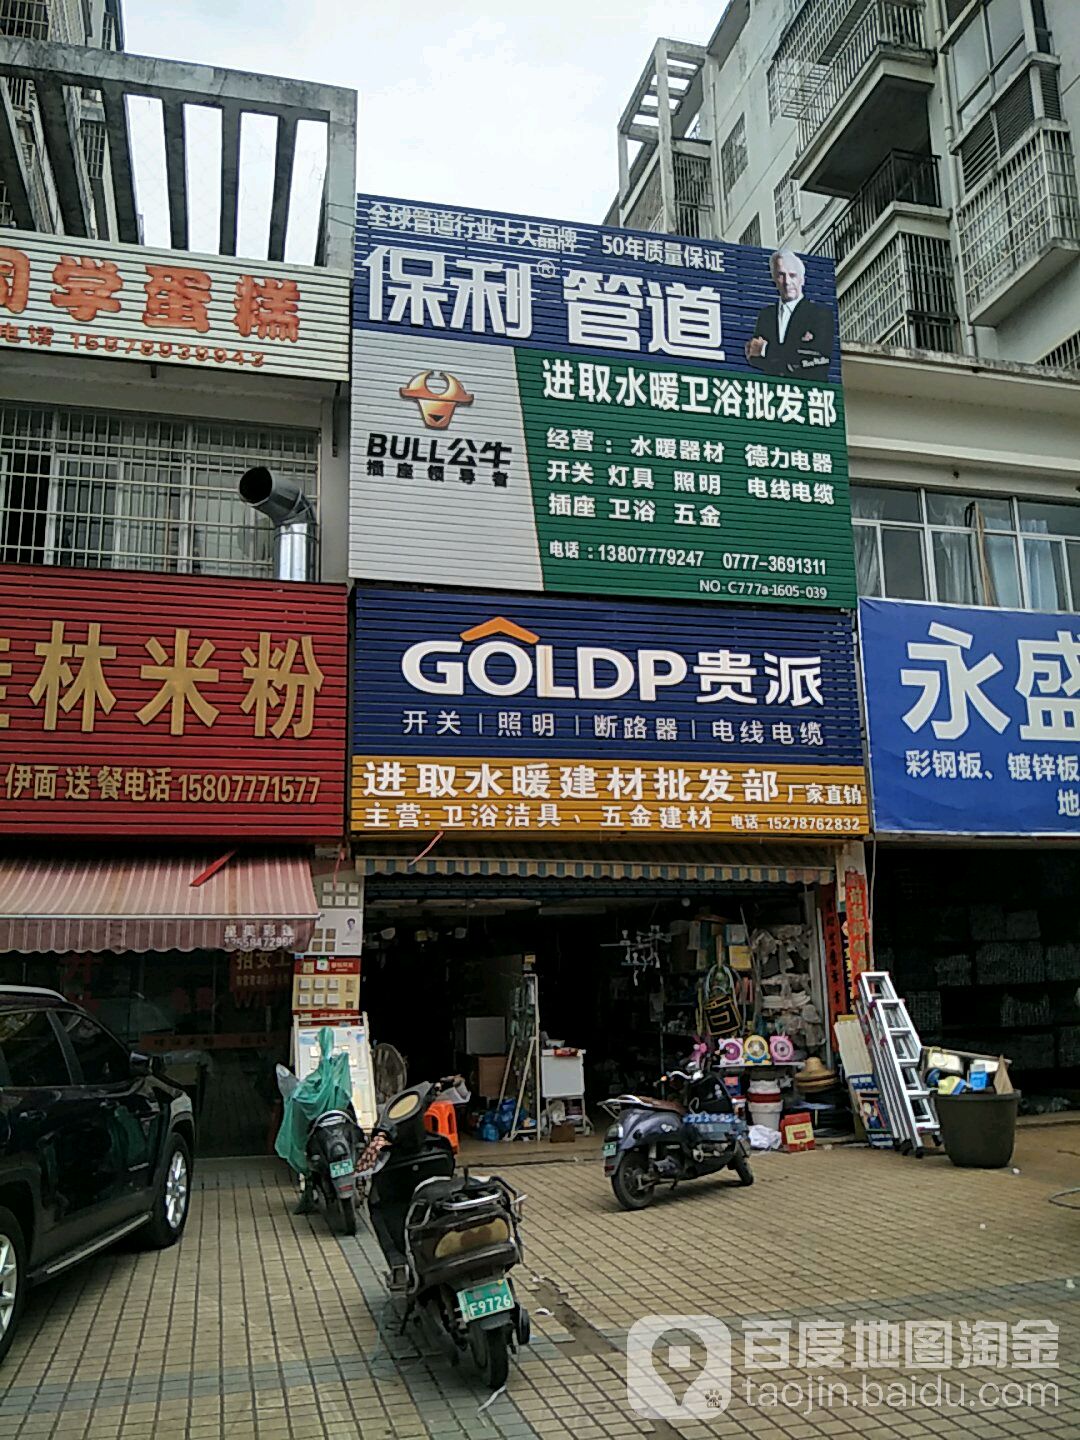 全球管道行业十大品牌 50年质量保证
保利® 管道
进取水暖卫浴批发部
BULL公牛
插座领导者
经营：水暖器材 德力电器
开关 灯具 照明 电线电缆
插座 卫浴 五金
电话：13807779247 0777-3691311
NO·C777a-1605-039
学蛋糕
电话
GOLDP贵派
开关|照明|断路器|电线电缆
进取水暖建材批发部 厂家直销
主营:卫浴洁具、五金建材 电话·15278762832
林米粉
伊面 送餐电话 15807771577
永盛
彩钢板、镀锌板
地
F9726
百度地图淘金
taojin.baidu.com